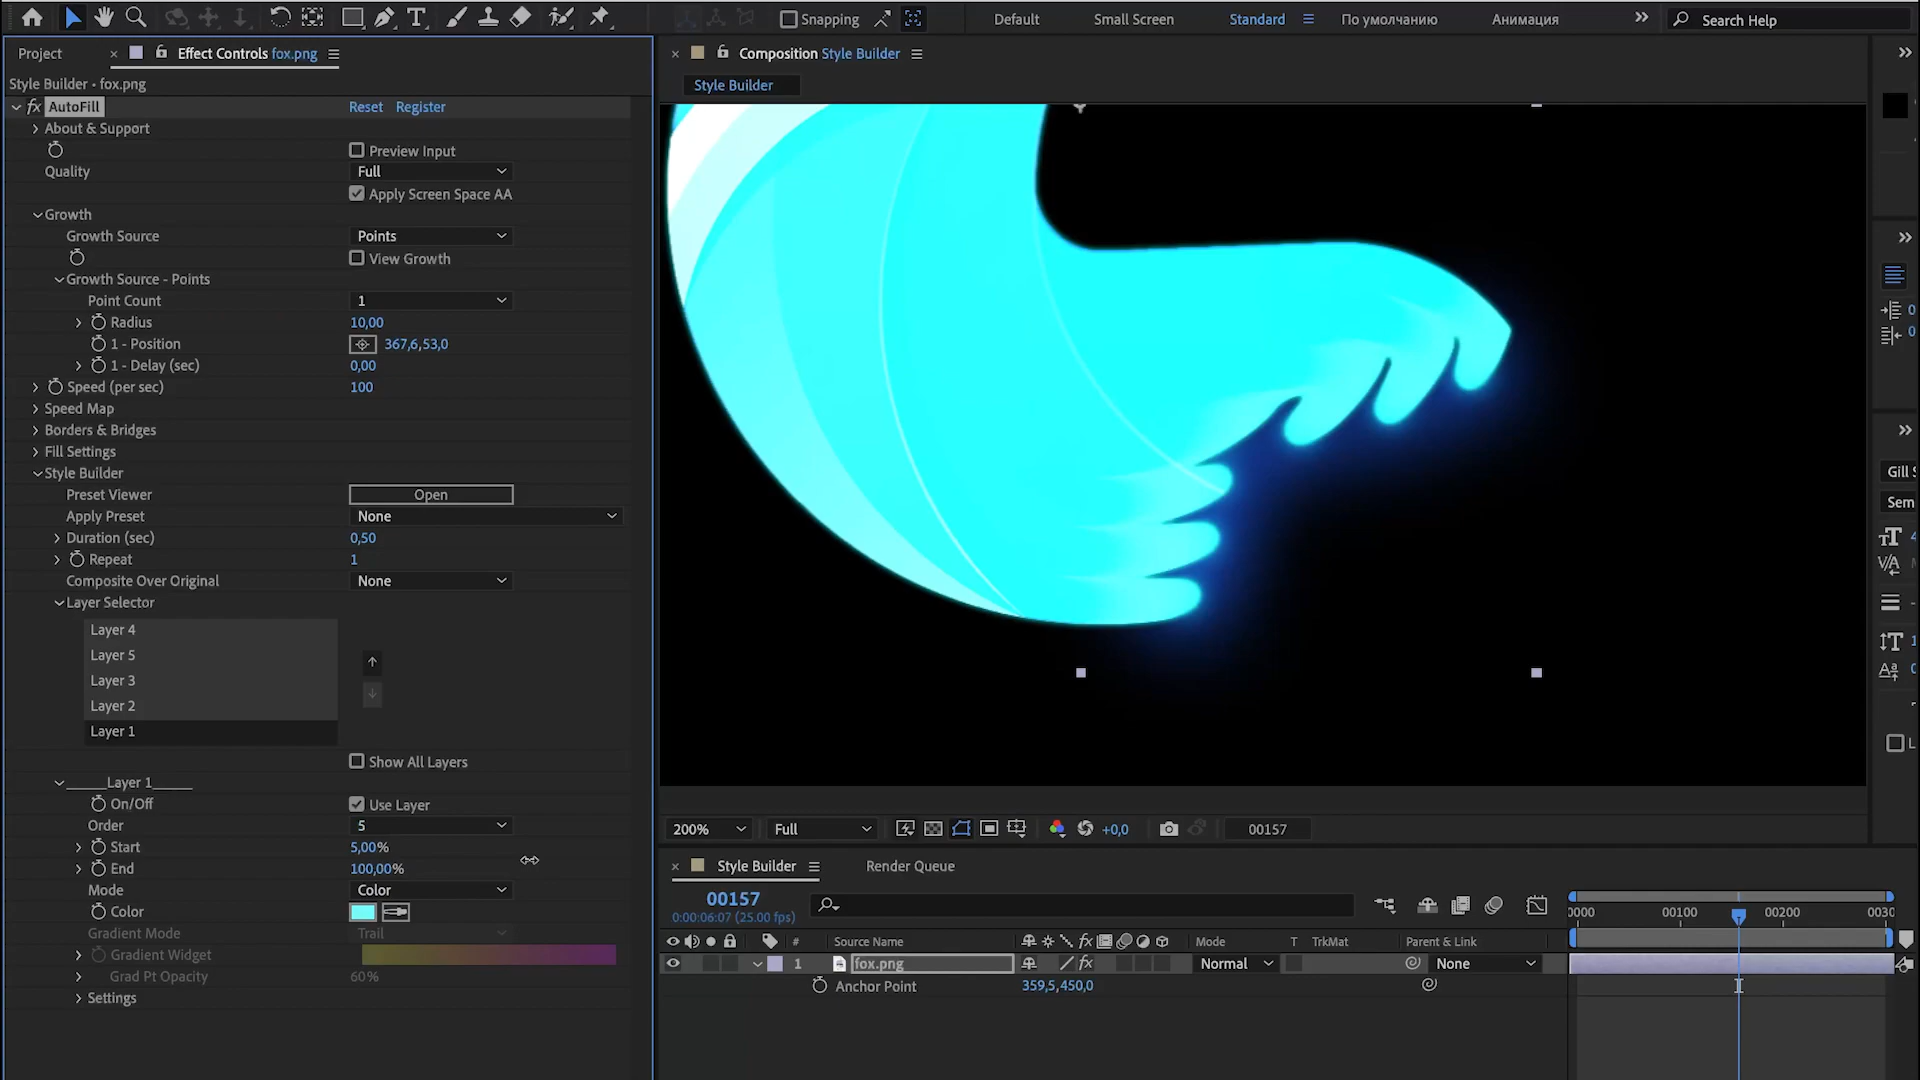 Snapping
Default
Small Screen
Standard
По умолчанию
Анимация
Search Help
Project
Effect Controls fox.png
Composition Style Builder
Style Builder • fox.png
Style Builder
fx AutoFill
Reset
Register
About & Support
Preview Input
Quality
Full
Apply Screen Space AA
Growth
Growth Source
Points
View Growth
Growth Source - Points
Point Count
1
Radius
10,00
1 - Position
367,6,53,0
1 - Delay (sec)
0,00
Speed (per sec)
100
Speed Map
Borders & Bridges
Fill Settings
Style Builder
Preset Viewer
Open
Apply Preset
None
Duration (sec)
0,50
Repeat
1
Composite Over Original
None
Layer Selector
Layer 4
Layer 5
Layer 3
Layer 2
Layer 1
Show All Layers
_____Layer 1_____
On/Off
Use Layer
Order
5
Start
5,00%
End
100,00%
Mode
Color
Color
Gradient Mode
Trail
Gradient Widget
Grad Pt Opacity
60%
Settings
Gill S
Sem
200%
Full
+0,0
00157
Style Builder
Render Queue
00157
0:00:06:07 (25.00 fps)
0000
00100
00200
0030
#
Source Name
Mode
T
TrkMat
Parent & Link
1
fox.png
Normal
None
Anchor Point
359,5,450,0